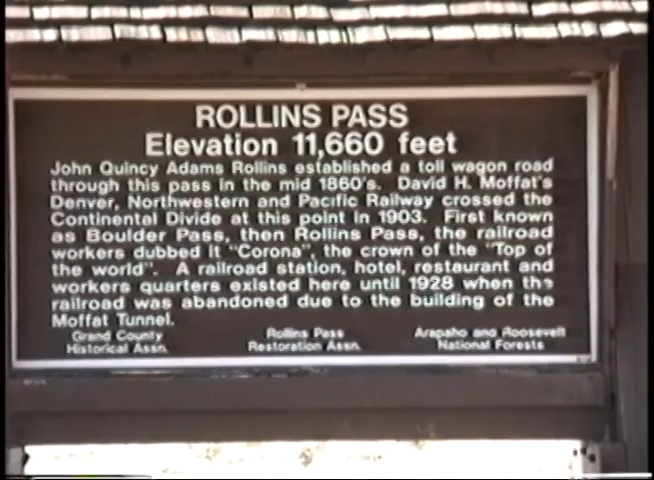 ROLLINS PASS
Elevation 11,660 feet
John Quincy Adams Rollins established a toll wagon road
through this pass in the mid 1860's. David H. Moffat's
Denver, Northwestern and Pacific Railway crossed the
Continental Divide at this point in 1903. First known
as Boulder Pass, then Rollins Pass, the railroad
workers dubbed it "Corona", the crown of the "Top of
the world". A railroad station, hotel, restaurant and
workers quarters existed here until 1928 when the
railroad was abandoned due to the building of the
Moffat Tunnel.
Grand County Rollins Pass Arapaho and Roosevelt
Historical Assn. Restoration Assn. National Forests